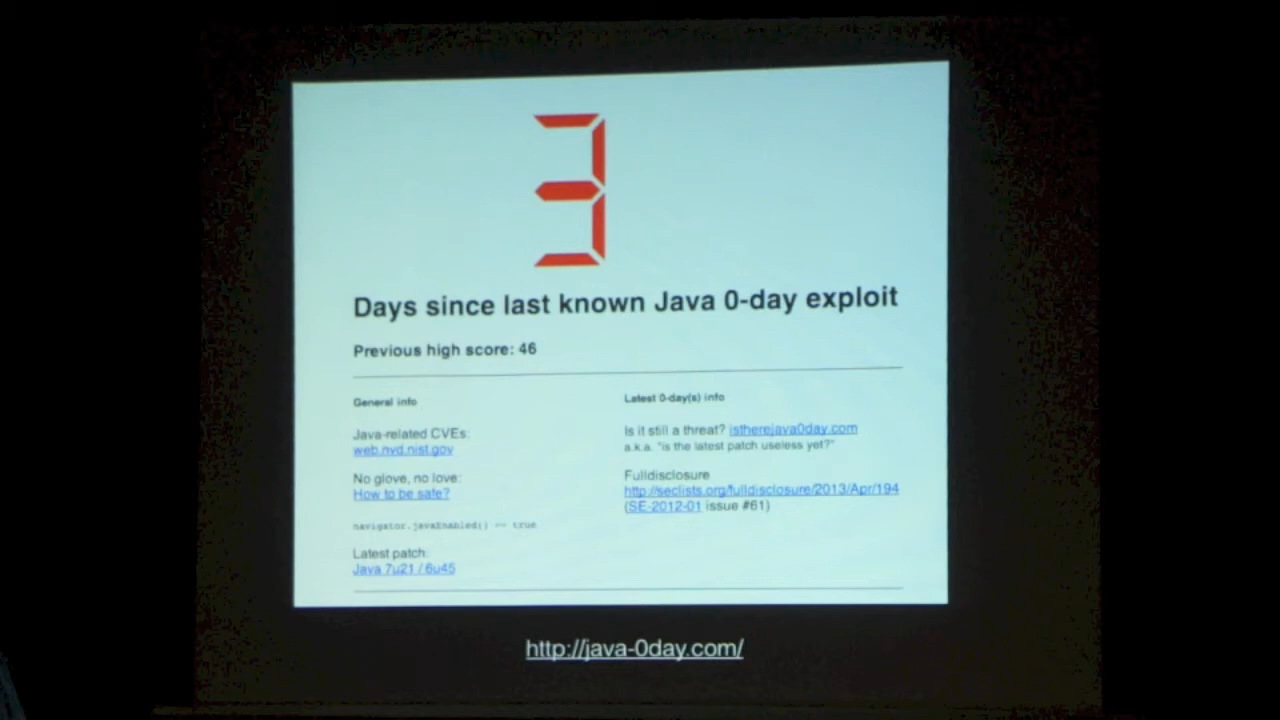 3
Days since last known Java 0-day exploit
Previous high score: 46
General info
Java-related CVEs:
web.nvd.nist.gov
No glove, no love:
How to be safe?
navigator.javaEnabled() == true
Latest patch:
Java 7u21 / 6u45
Latest 0-day(s) info
Is it still a threat? istherejava0day.com
a.k.a. "is the latest patch useless yet?"
Fulldisclosure
http://seclists.org/fulldisclosure/2013/Apr/194
(SE-2012-01 issue #61)
http://java-0day.com/